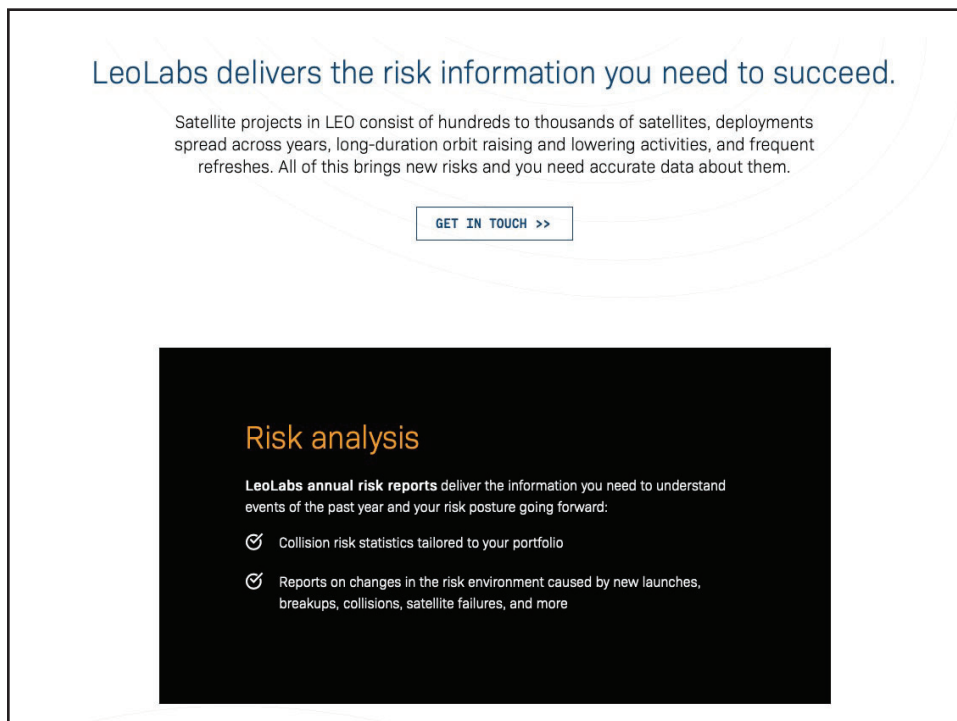 LeoLabs delivers the risk information you need to succeed.
Satellite projects in LEO consist of hundreds to thousands of satellites, deployments
spread across years, long-duration orbit raising and lowering activities, and frequent
refreshes. All of this brings new risks and you need accurate data about them.
GET IN TOUCH >>
Risk analysis
LeoLabs annual risk reports deliver the information you need to understand
events of the past year and your risk posture going forward:
Collision risk statistics tailored to your portfolio
Reports on changes in the risk environment caused by new launches,
breakups, collisions, satellite failures, and more